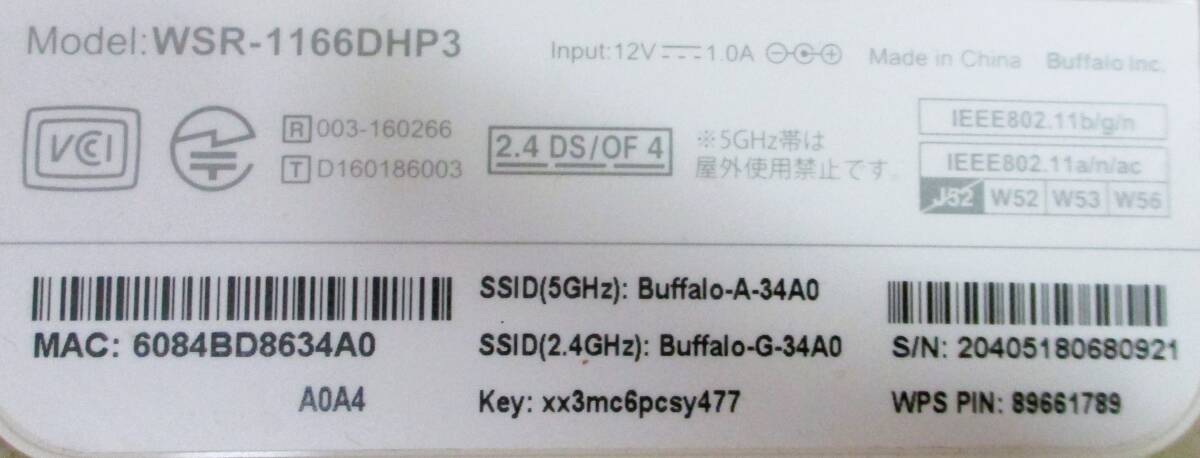 Model: WSR-1166DHP3
Input: 12V 1.0A
Made in China
Buffalo Inc.
VCCI
R 003-160266
T D160186003
2.4 DS/OF 4
※5GHz帯は
屋外使用禁止です。
IEEE802.11b/g/n
IEEE802.11a/n/ac
J52 W52 W53 W56
MAC: 6084BD8634A0
A0A4
SSID(5GHz): Buffalo-A-34A0
SSID(2.4GHz): Buffalo-G-34A0
Key: xx3mc6pcsy477
S/N: 20405180680921
WPS PIN: 89661789